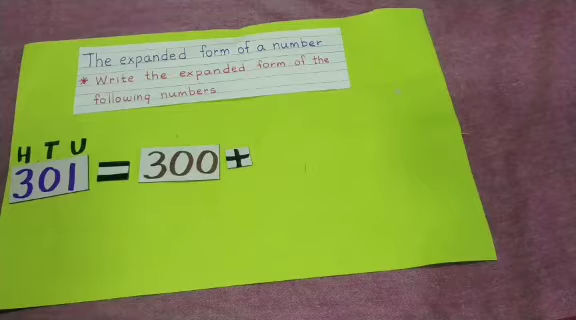 The expanded form of a number
* Write the expanded form of the
following numbers
H T U
301 = 300 +